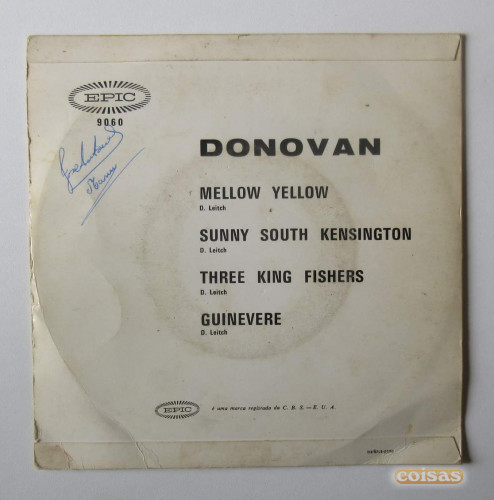 EPIC
9060
DONOVAN
MELLOW YELLOW
D. Leitch
SUNNY SOUTH KENSINGTON
D. Leitch
THREE KING FISHERS
D. Leitch
GUINEVERE
D. Leitch
EPIC
é uma marca registada da C. B. S. — E. U. A.
coisas